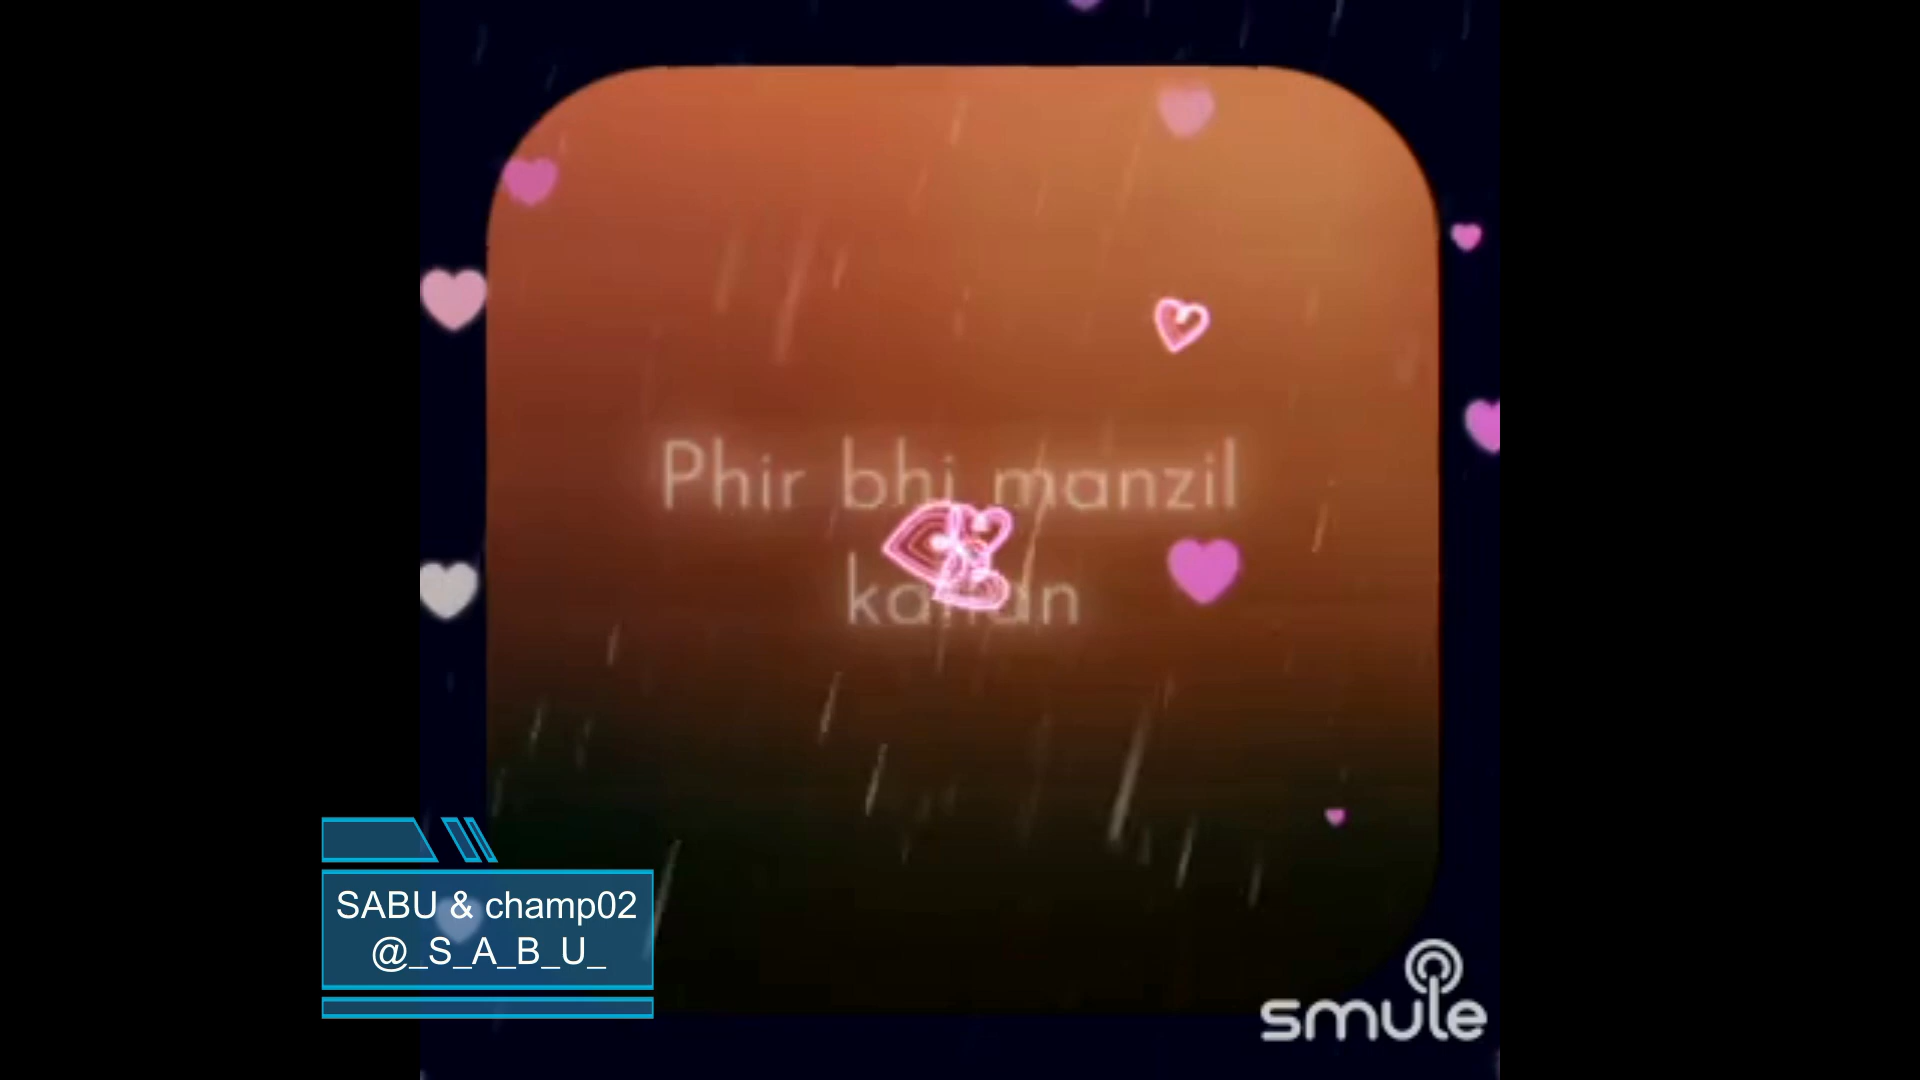 Phir bhi manzil
kahan
SABU & champ02
@_S_A_B_U_
smule